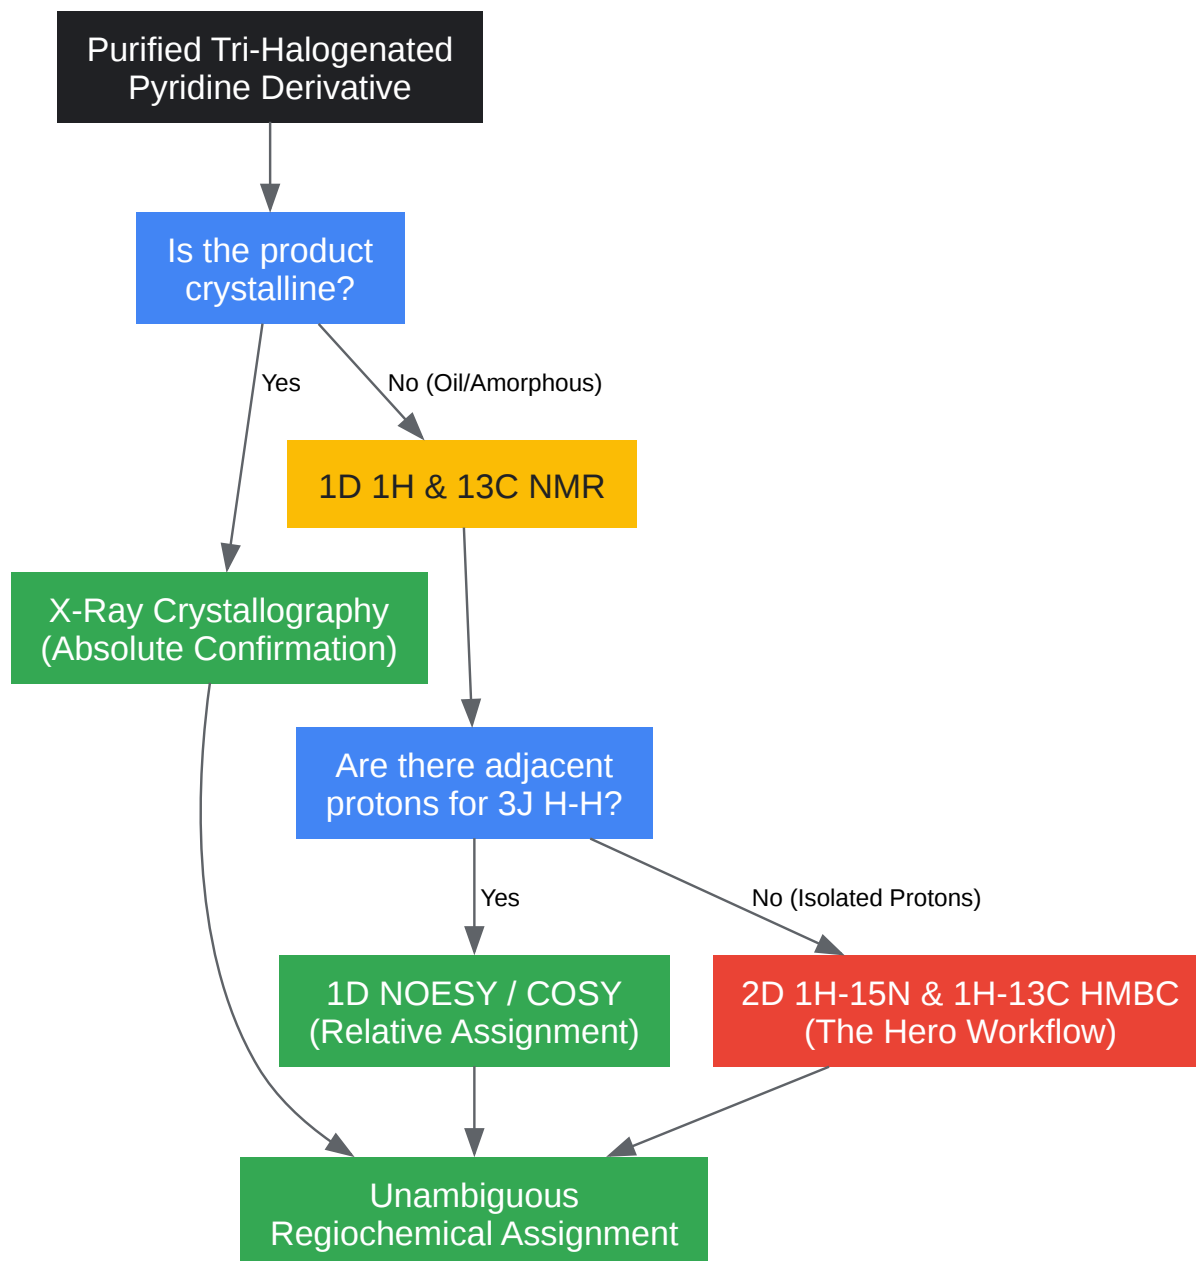 Purified Tri-Halogenated
Pyridine Derivative
Is the product
crystalline?
Yes
No (Oil/Amorphous)
1D 1H & 13C NMR
X-Ray Crystallography
(Absolute Confirmation)
Are there adjacent
protons for 3J H-H?
Yes
No (Isolated Protons)
1D NOESY / COSY
(Relative Assignment)
2D 1H-15N & 1H-13C HMBC
(The Hero Workflow)
Unambiguous
Regiochemical Assignment